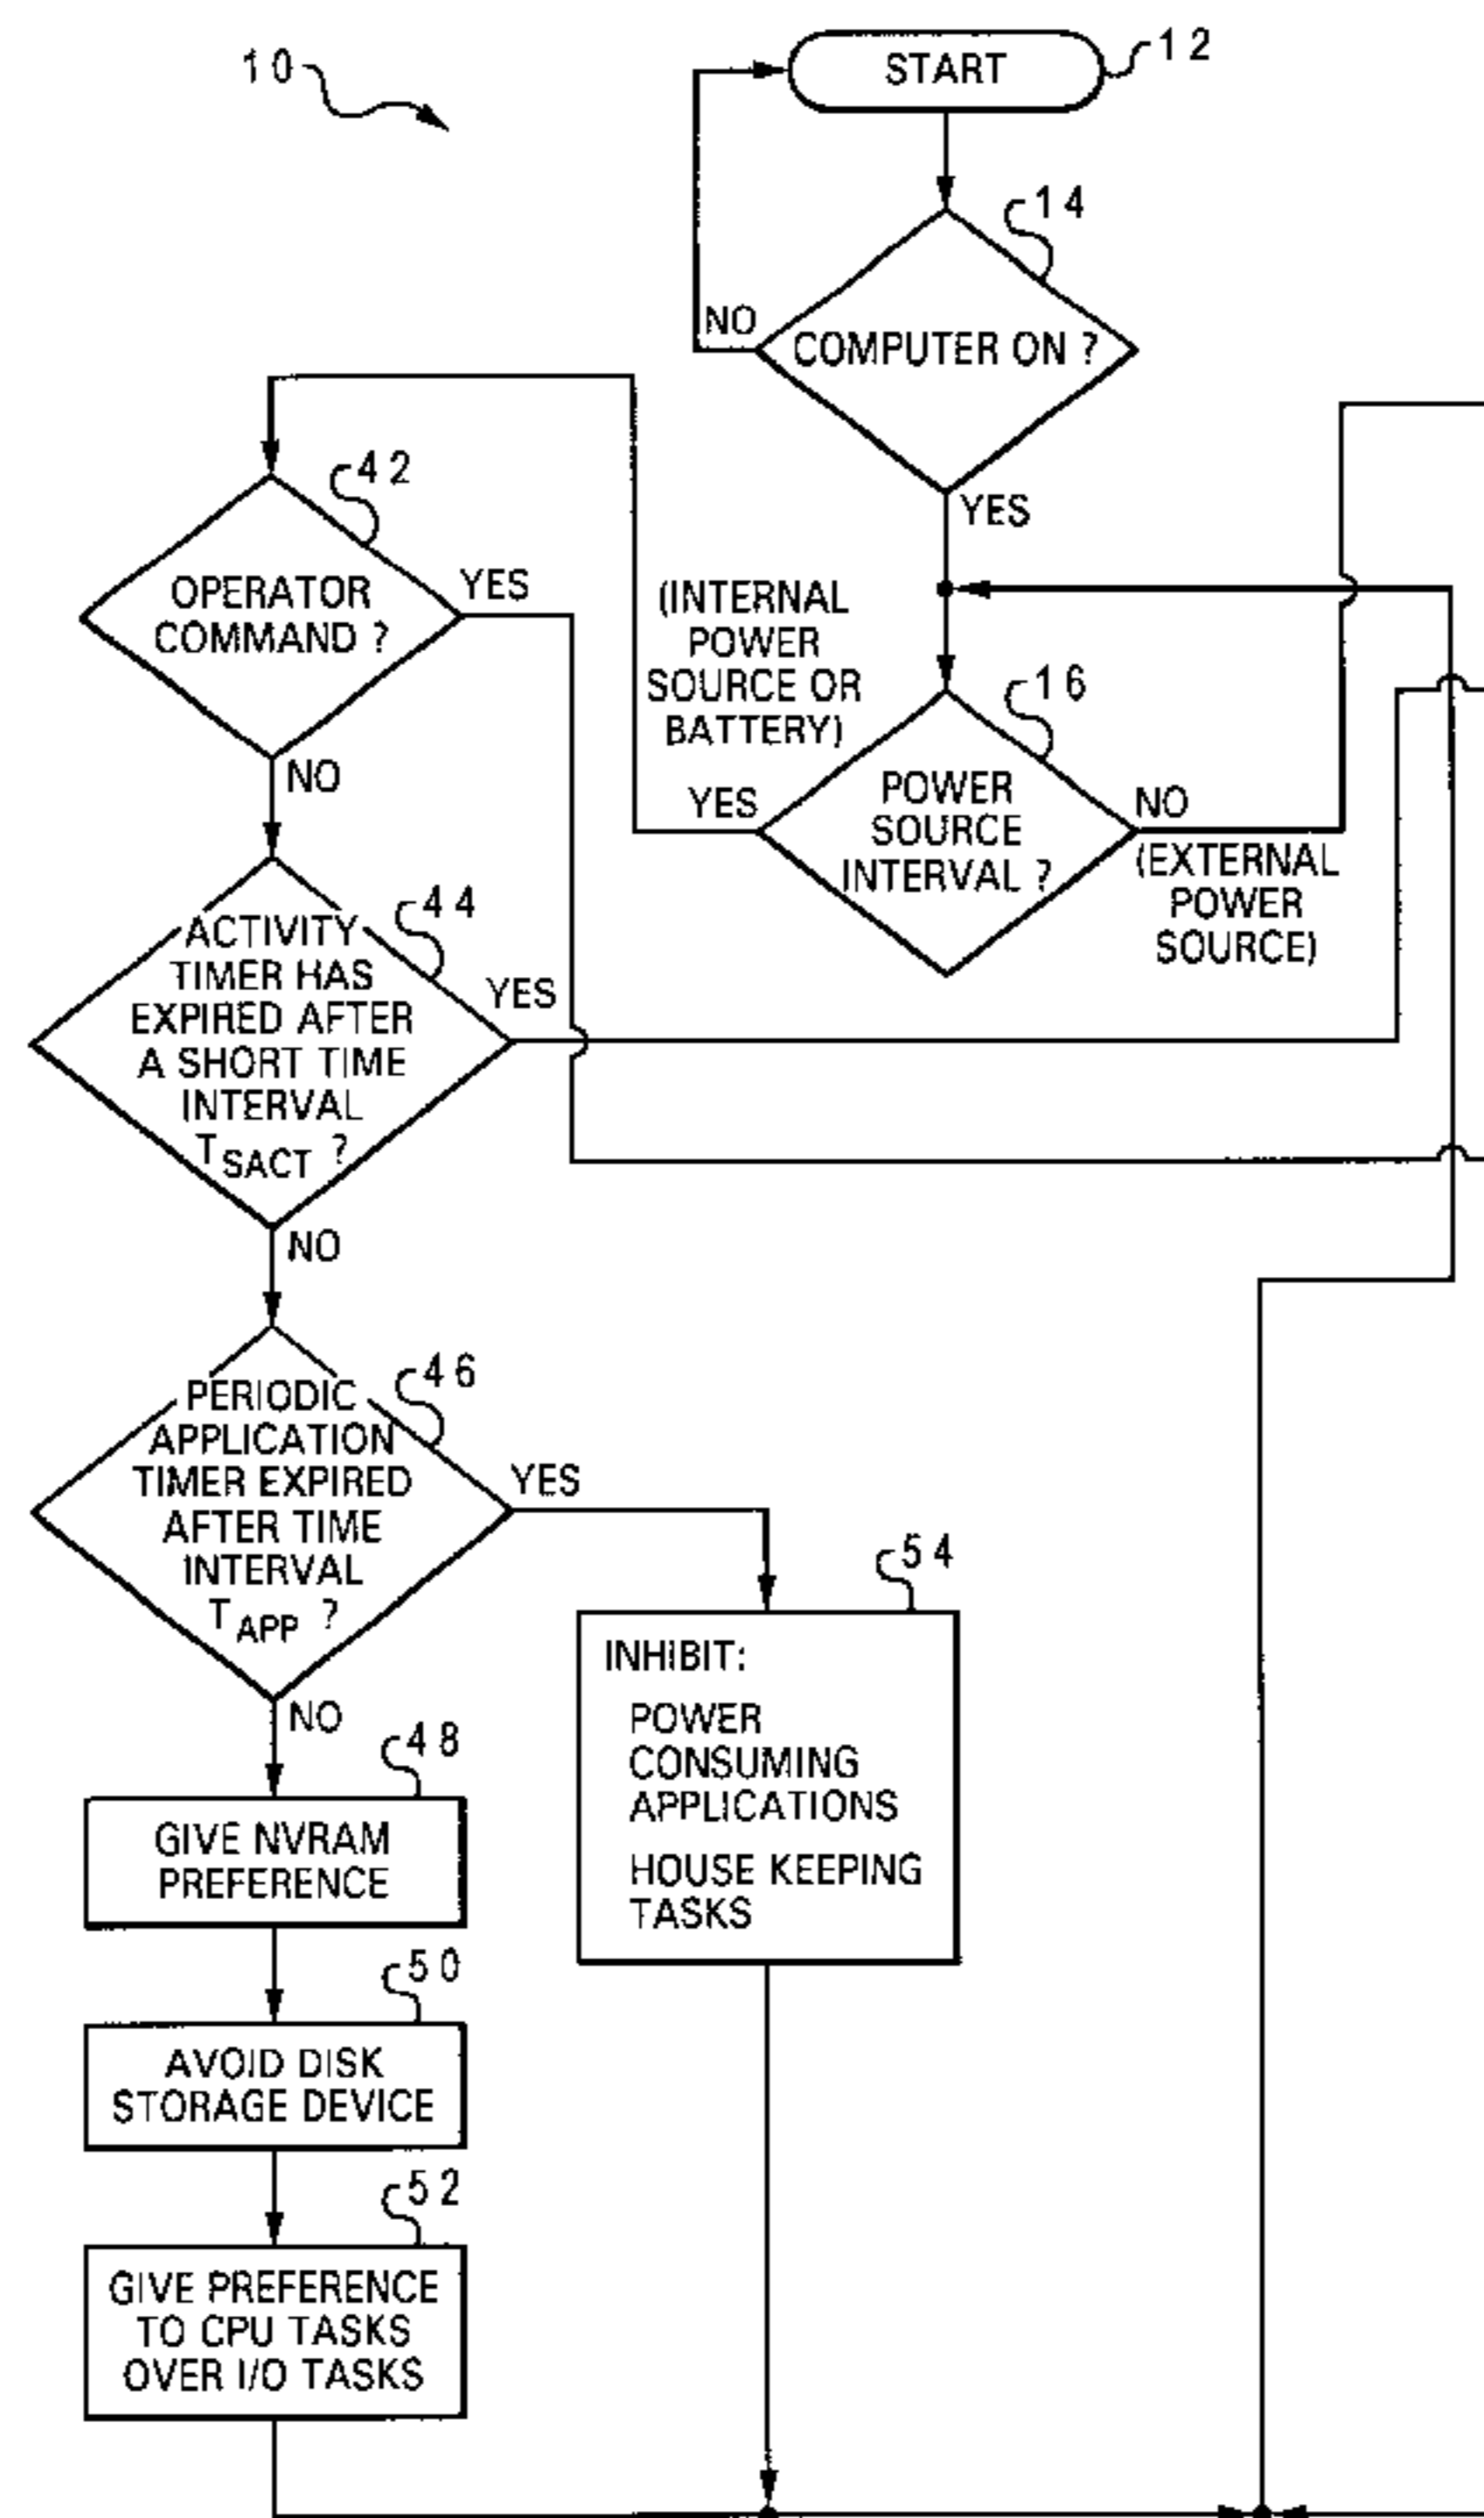 10
START
12
14
NO
COMPUTER ON ?
YES
42
OPERATOR
COMMAND ?
YES
NO
(INTERNAL
POWER
SOURCE OR
BATTERY)
16
YES
POWER
SOURCE
INTERVAL ?
NO
(EXTERNAL
POWER
SOURCE)
44
ACTIVITY
TIMER HAS
EXPIRED AFTER
A SHORT TIME
INTERVAL
TSACT ?
YES
NO
46
PERIODIC
APPLICATION
TIMER EXPIRED
AFTER TIME
INTERVAL
TAPP ?
YES
NO
54
INHIBIT:
POWER
CONSUMING
APPLICATIONS
HOUSE KEEPING
TASKS
48
GIVE NVRAM
PREFERENCE
50
AVOID DISK
STORAGE DEVICE
52
GIVE PREFERENCE
TO CPU TASKS
OVER I/O TASKS